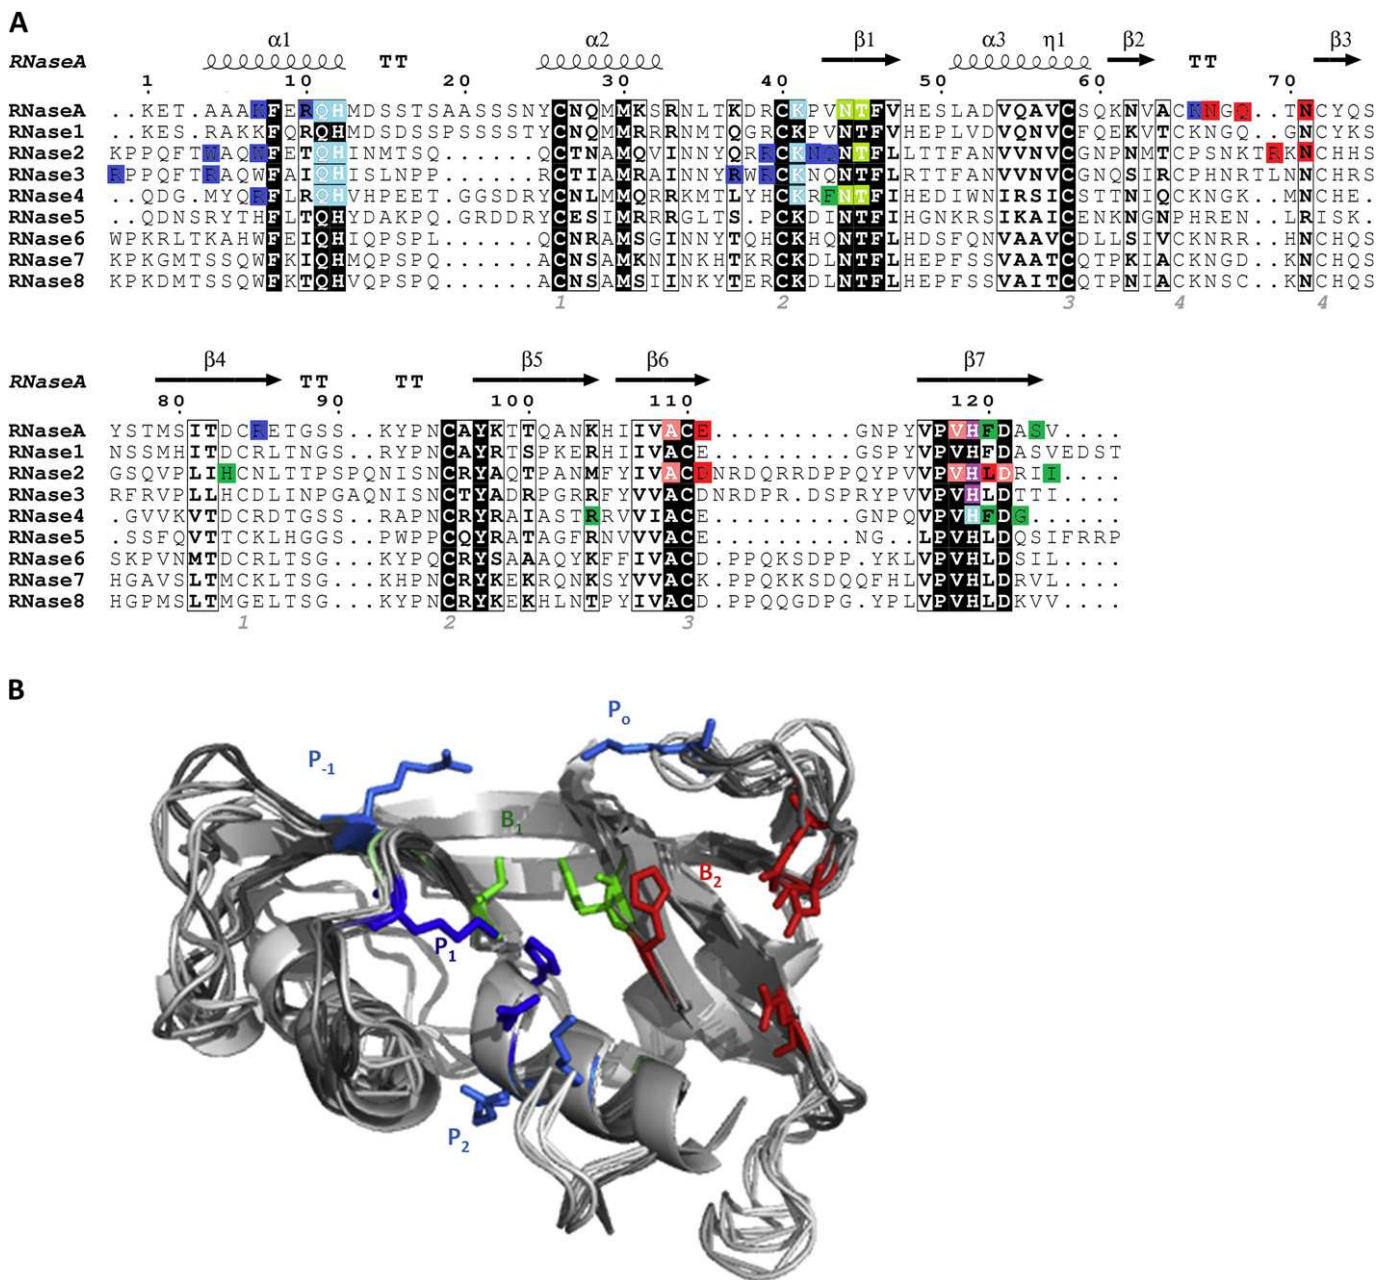 A
α1 α2 β1 α3 η1 β2 β3
RNaseA TT TT
1 10 20 30 40 50 60 70
RNaseA ..KET.AAAKFERQHMDSSTSAASSSNYCNQMMKSRNLTKDRCKPVNTFVHESLADVQAVCSQKNVACKNGQ..TNCYQS
RNase1 ..KES.RAKKFQRQHMDSDSSPSSSSTYCNQMMRRRNMTQGRCKPVNTFVHEPLVDVQNVCFQEKVTCKNGQ..GNCYKS
RNase2 KPPQFTWAQWFETQHINMTSQ......QCTNAMQVINNYQRRCKNQNTFLLTTFANVVNVCGNPNMTCPSNKTRKNCHHS
RNase3 RPPQFTRAQWFAIQHISLNPP......RCTIAMRAINNYRWRCKNQNTFLRTTFANVVNVCGNQSIRCPHNRTLNNCHRS
RNase4 ..QDG.MYQRFLRQHVHPEET.GGSDRYCNLMMQRRKMTLYHCKRFNTFIHEDIWNIRSICSTTNIQCKNGK..MNCHE.
RNase5 ..QDNSRYTHFLTQHYDAKPQ.GRDDRYCESIMRRRGLTS.PCKDINTFIHGNKRSIKAICENKNGNPHREN..LRISK.
RNase6 WPKRLTKAHWFEIQHIQPSPL......QCNRAMSGINNYTQHCKHQNTFLHDSFQNVAAVCDLLSIVCKNRR..HNCHQS
RNase7 KPKGMTSSQWFKIQHMQPSPQ......ACNSAMKNINKHTKRCKDLNTFLHEPFSSVAATCQTPKIACKNGD..KNCHQS
RNase8 KPKDMTSSQWFKTQHVQPSPQ......ACNSAMSIINKYTERCKDLNTFLHEPFSSVAITCQTPNIACKNSC..KNCHQS
1 2 3 4 4
β4 β5 β6 β7
RNaseA TT TT
80 90 100 110 120
RNaseA YSTMSITDCRETGSS..KYPNCAYKTTQANKHIIVACE.........GNPYVPVHFDASV....
RNase1 NSSMHITDCRLTNGS..RYPNCAYRTSPKERHIIVACE.........GSPYVPVHFDASVEDST
RNase2 GSQVPLIHCNLTTPSPQNISNCRYAQTPANMFYIVACDNRDQRRDPPQYPVVPVHLDRII....
RNase3 RFRVPLLHCDLINPGAQNISNCTYADRPGRRFYVVACDNRDPR.DSPRYPVVPVHLDTTI....
RNase4 .GVVKVTDCRDTGSS..RAPNCRYRAIASTRRVVIACE.........GNPQVPVHFDG......
RNase5 .SSFQVTTCKLHGGS..PWPPCQYRATAGFRNVVVACE.........NG..LPVHLDQSIFRRP
RNase6 SKPVNMTDCRLTSG...KYPQCRYSAAAQYKFFIVACD.PPQKSDPP.YKLVPVHLDSIL....
RNase7 HGAVSLTMCKLTSG...KHPNCRYKEKRQNKSYVVACK.PPQKKSDQQFHLVPVHLDRVL....
RNase8 HGPMSLTMGELTSG...KYPNCRYKEKHLNTPYIVACD.PPQQGDPG.YPLVPVHLDKVV....
1 2 3
B
P-1
Po
B1
B2
P1
P2